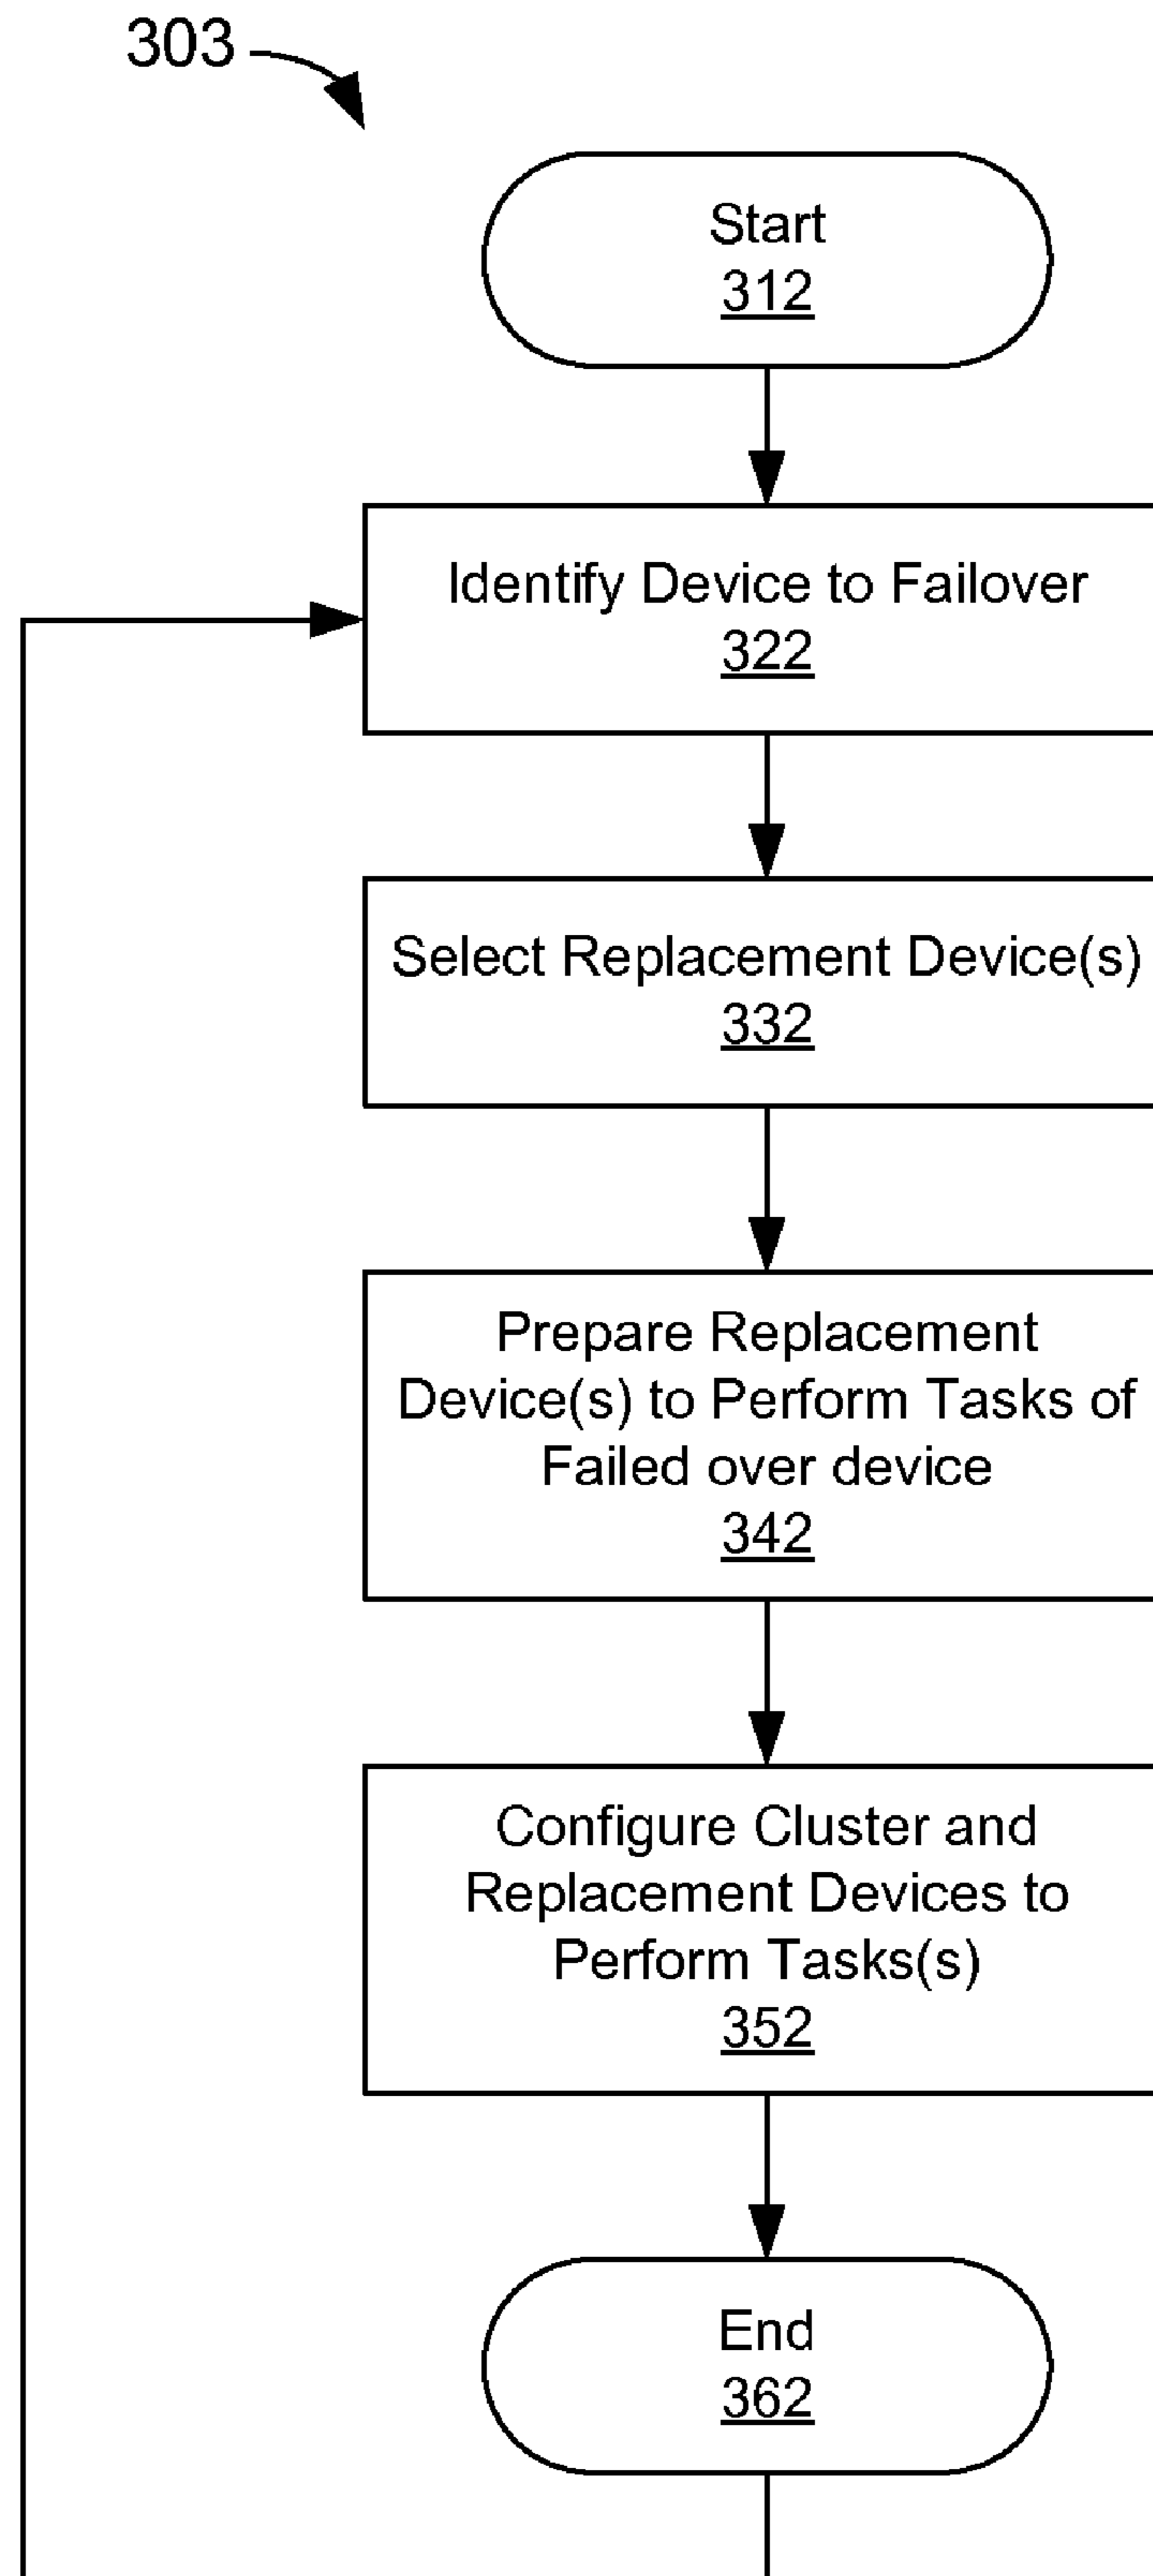 303
Start
312
Identify Device to Failover
322
Select Replacement Device(s)
332
Prepare Replacement
Device(s) to Perform Tasks of
Failed over device
342
Configure Cluster and
Replacement Devices to
Perform Tasks(s)
352
End
362